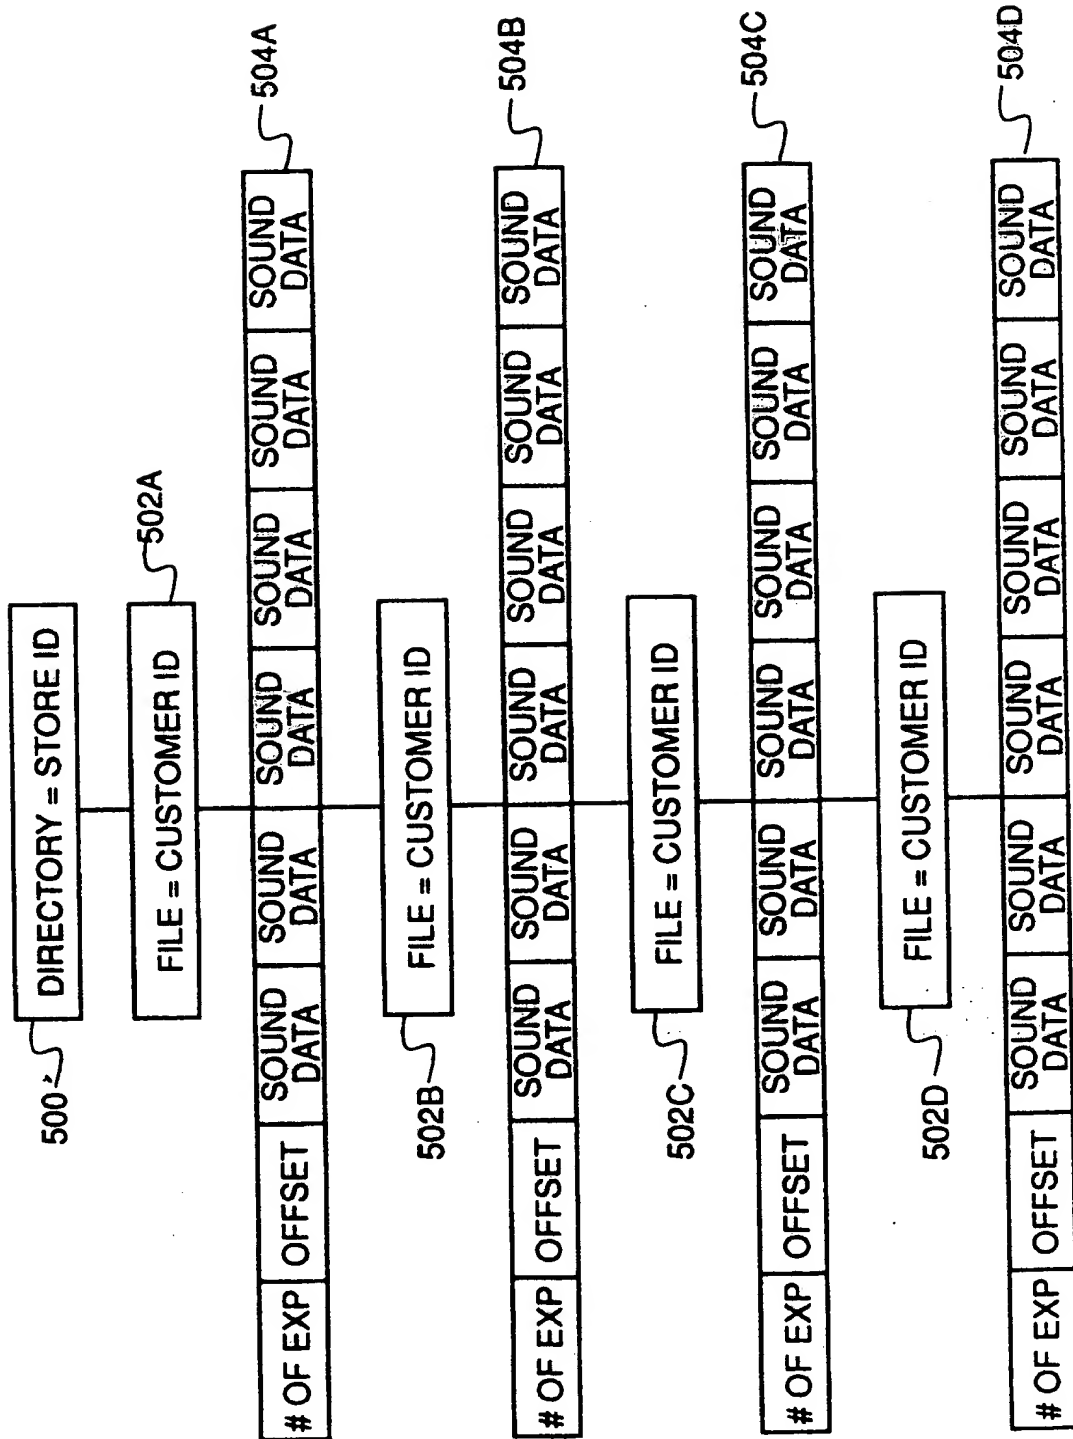 500
DIRECTORY = STORE ID
FILE = CUSTOMER ID
502A
# OF EXP
OFFSET
SOUND DATA
SOUND DATA
SOUND DATA
SOUND DATA
SOUND DATA
SOUND DATA
504A
502B
FILE = CUSTOMER ID
# OF EXP
OFFSET
SOUND DATA
SOUND DATA
SOUND DATA
SOUND DATA
SOUND DATA
SOUND DATA
504B
502C
FILE = CUSTOMER ID
# OF EXP
OFFSET
SOUND DATA
SOUND DATA
SOUND DATA
SOUND DATA
SOUND DATA
SOUND DATA
504C
502D
FILE = CUSTOMER ID
# OF EXP
OFFSET
SOUND DATA
SOUND DATA
SOUND DATA
SOUND DATA
SOUND DATA
SOUND DATA
504D